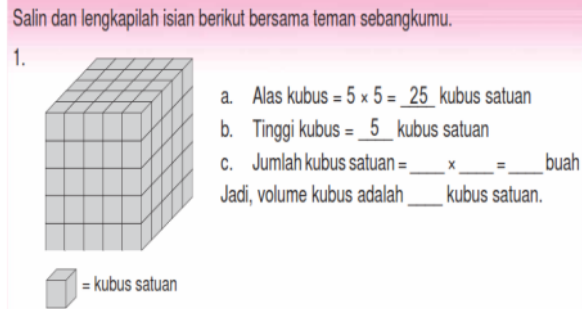 Salin dan lengkapilah isian berikut bersama teman sebangkumu.
1.
a. Alas kubus = 5 × 5 = 25 kubus satuan
b. Tinggi kubus = 5 kubus satuan
c. Jumlah kubus satuan = ____ × ____ = ____ buah
Jadi, volume kubus adalah ____ kubus satuan.
= kubus satuan